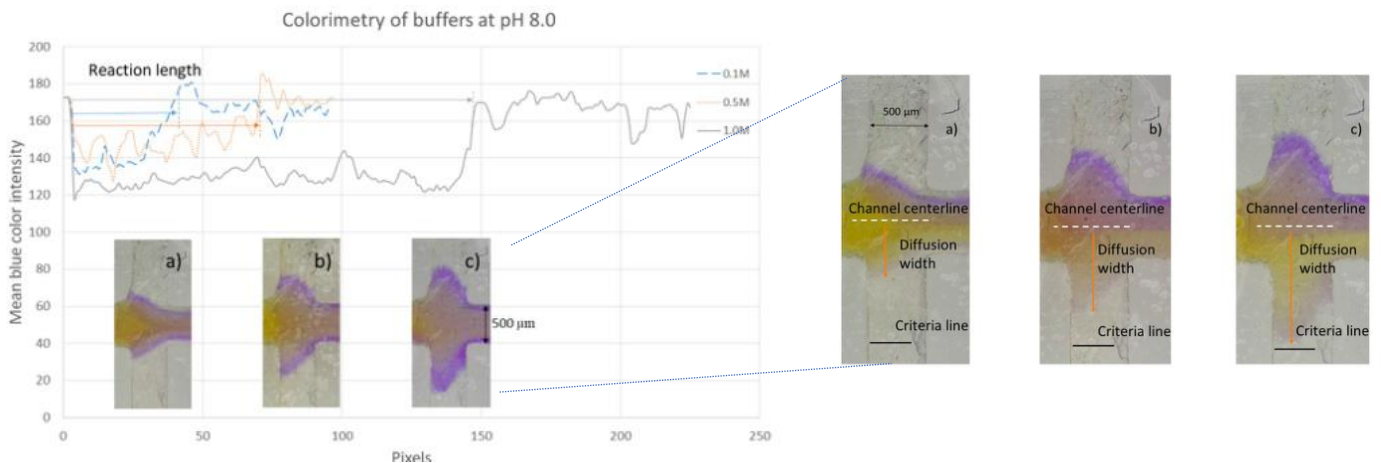 Colorimetry of buffers at pH 8.0
Mean blue color intensity
200
180
160
140
120
100
80
60
40
20
0
Reaction length
0.1M
0.5M
1.0M
a)
b)
c)
500 μm
0
50
100
150
200
250
Pixels
500 μm
a)
Channel centerline
Diffusion
width
Criteria line
b)
Channel centerline
Diffusion
width
Criteria line
c)
Channel centerline
Diffusion
width
Criteria line